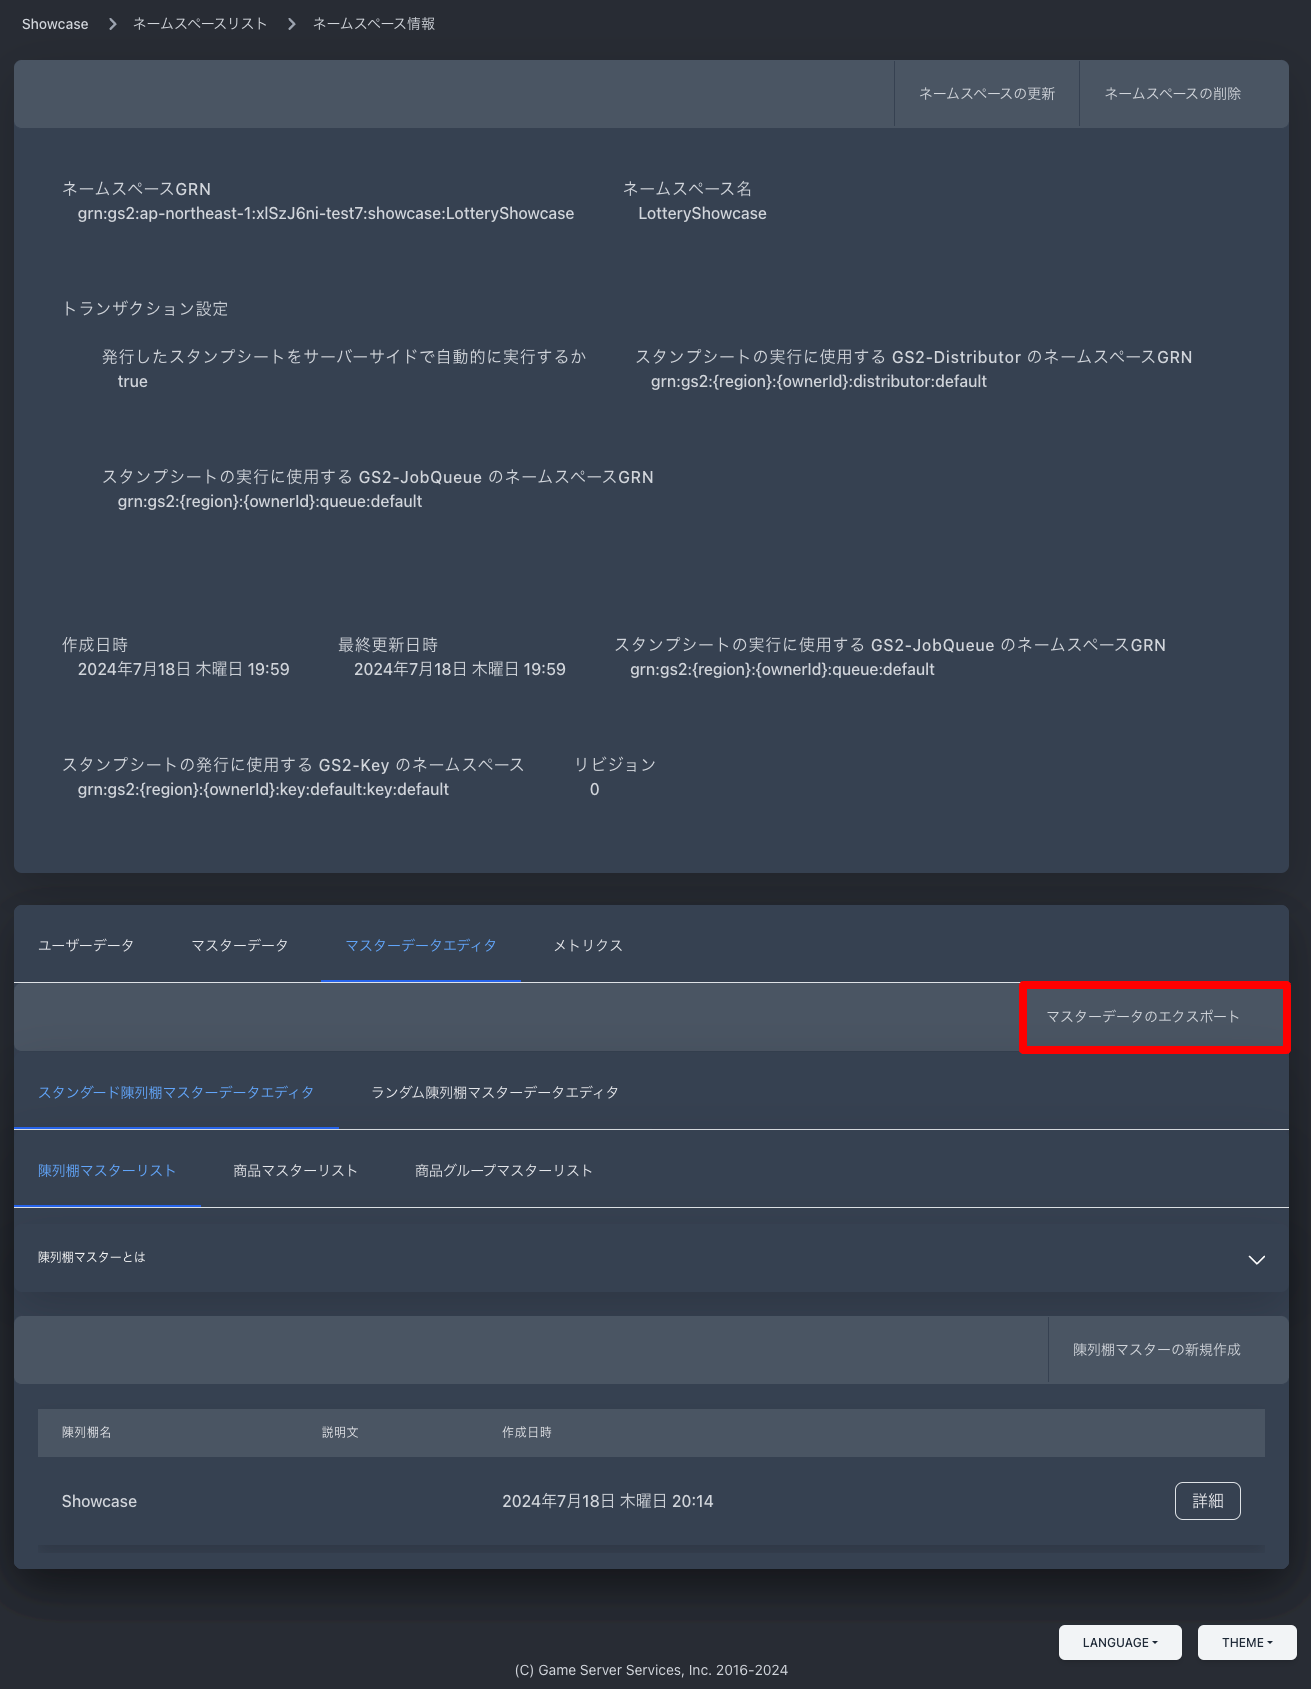 Showcase ネームスペースリスト ネームスペース情報
ネームスペースの更新 ネームスペースの削除
ネームスペースGRN ネームスペース名
grn:gs2:ap-northeast-1:xlSzJ6ni-test7:showcase:LotteryShowcase LotteryShowcase
トランザクション設定
発行したスタンプシートをサーバーサイドで自動的に実行するか スタンプシートの実行に使用する GS2-Distributor のネームスペースGRN
true grn:gs2:{region}:{ownerId}:distributor:default
スタンプシートの実行に使用する GS2-JobQueue のネームスペースGRN
grn:gs2:{region}:{ownerId}:queue:default
作成日時 最終更新日時 スタンプシートの実行に使用する GS2-JobQueue のネームスペースGRN
2024年7月18日 木曜日 19:59 2024年7月18日 木曜日 19:59 grn:gs2:{region}:{ownerId}:queue:default
スタンプシートの発行に使用する GS2-Key のネームスペース リビジョン
grn:gs2:{region}:{ownerId}:key:default:key:default 0
ユーザーデータ マスターデータ マスターデータエディタ メトリクス
マスターデータのエクスポート
スタンダード陳列棚マスターデータエディタ ランダム陳列棚マスターデータエディタ
陳列棚マスターリスト 商品マスターリスト 商品グループマスターリスト
陳列棚マスターとは
陳列棚マスターの新規作成
陳列棚名 説明文 作成日時
Showcase 2024年7月18日 木曜日 20:14 詳細
LANGUAGE THEME
(C) Game Server Services, Inc. 2016-2024